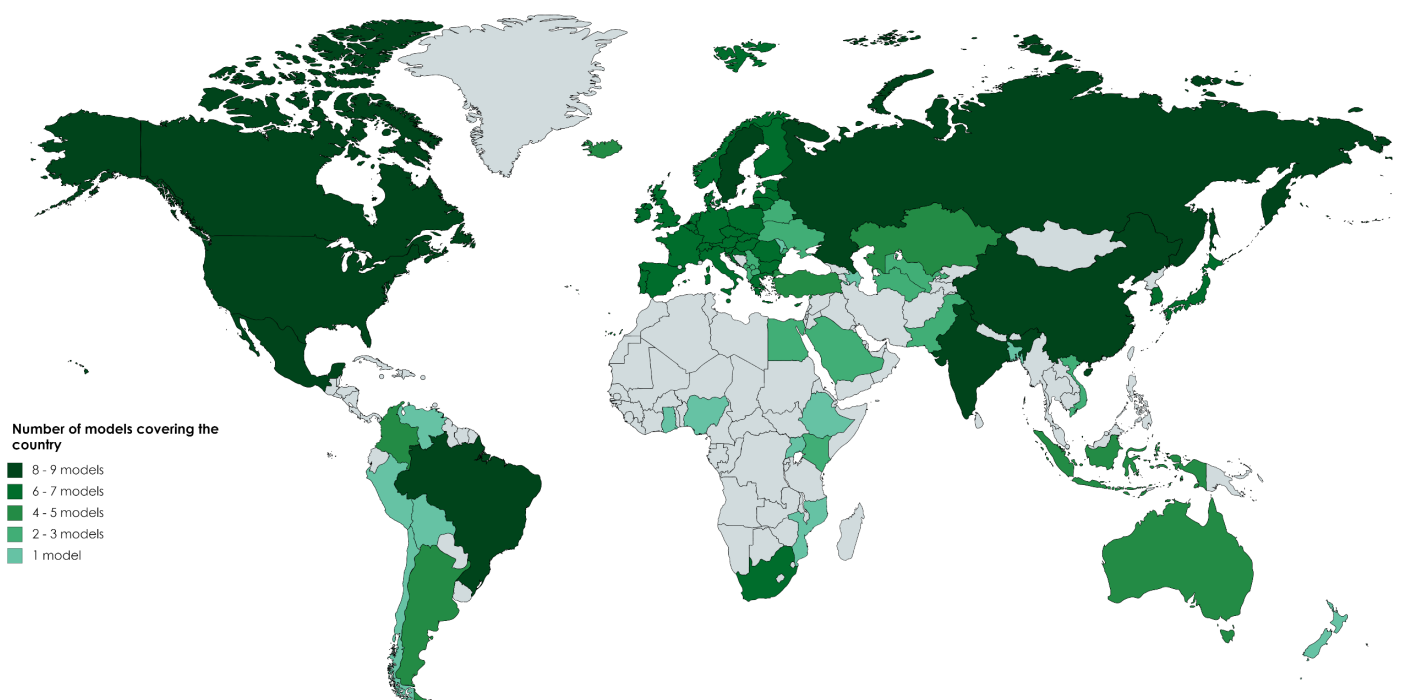 Number of models covering the
country
8 - 9 models
6 - 7 models
4 - 5 models
2 - 3 models
1 model